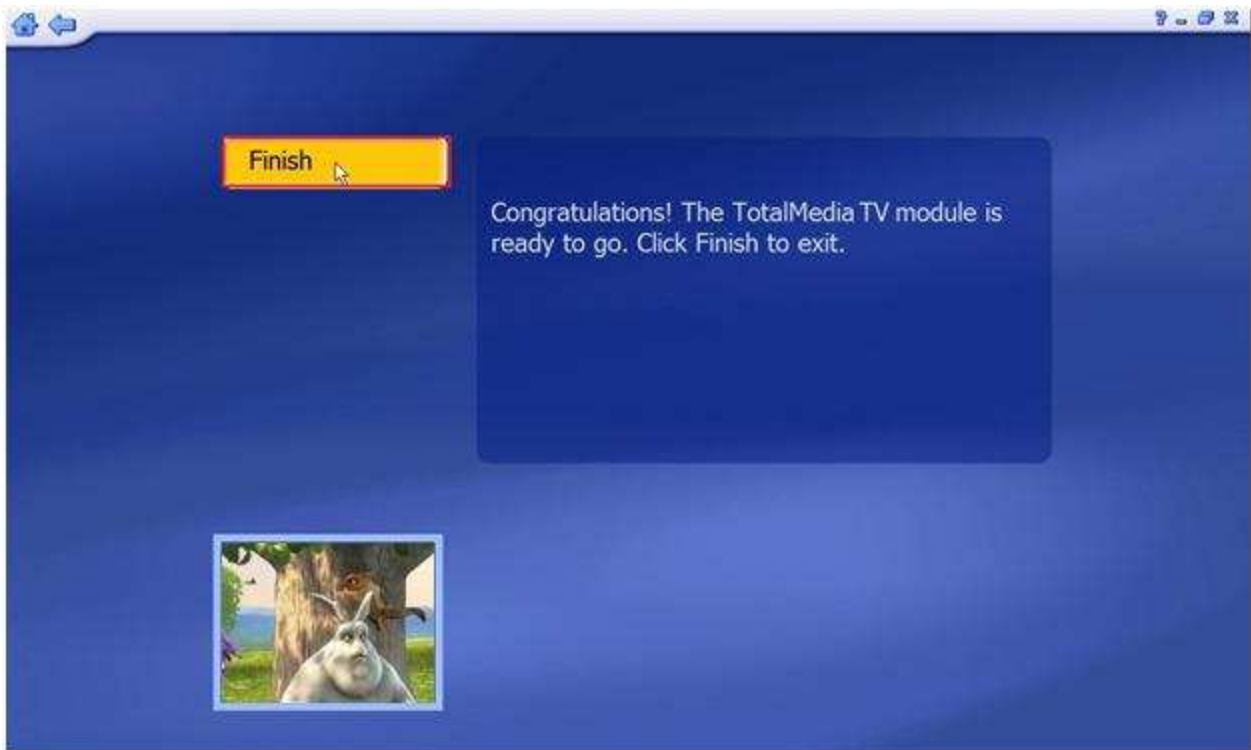 Finish
Congratulations! The TotalMedia TV module is
ready to go. Click Finish to exit.